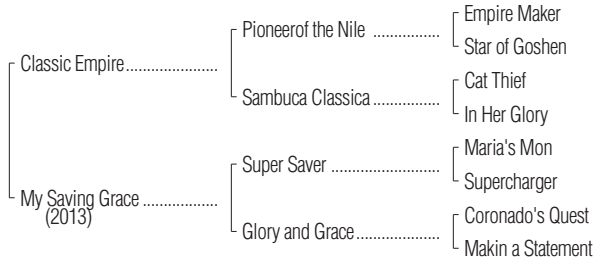 Empire Maker
Pioneerof the Nile ................
Star of Goshen
Classic Empire......................
Cat Thief
Sambuca Classica................
In Her Glory
Maria's Mon
Super Saver ..........................
Supercharger
My Saving Grace ..................
(2013)
Coronado's Quest
Glory and Grace....................
Makin a Statement